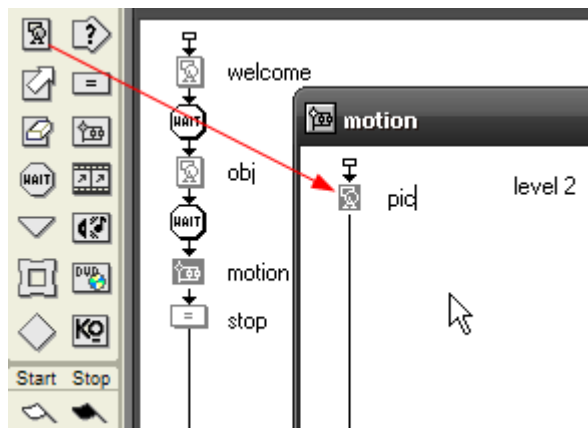 ?
=
WAIT
DVD
KO
Start Stop
welcome
WAIT
obj
WAIT
motion
=
stop
motion
pic
level 2